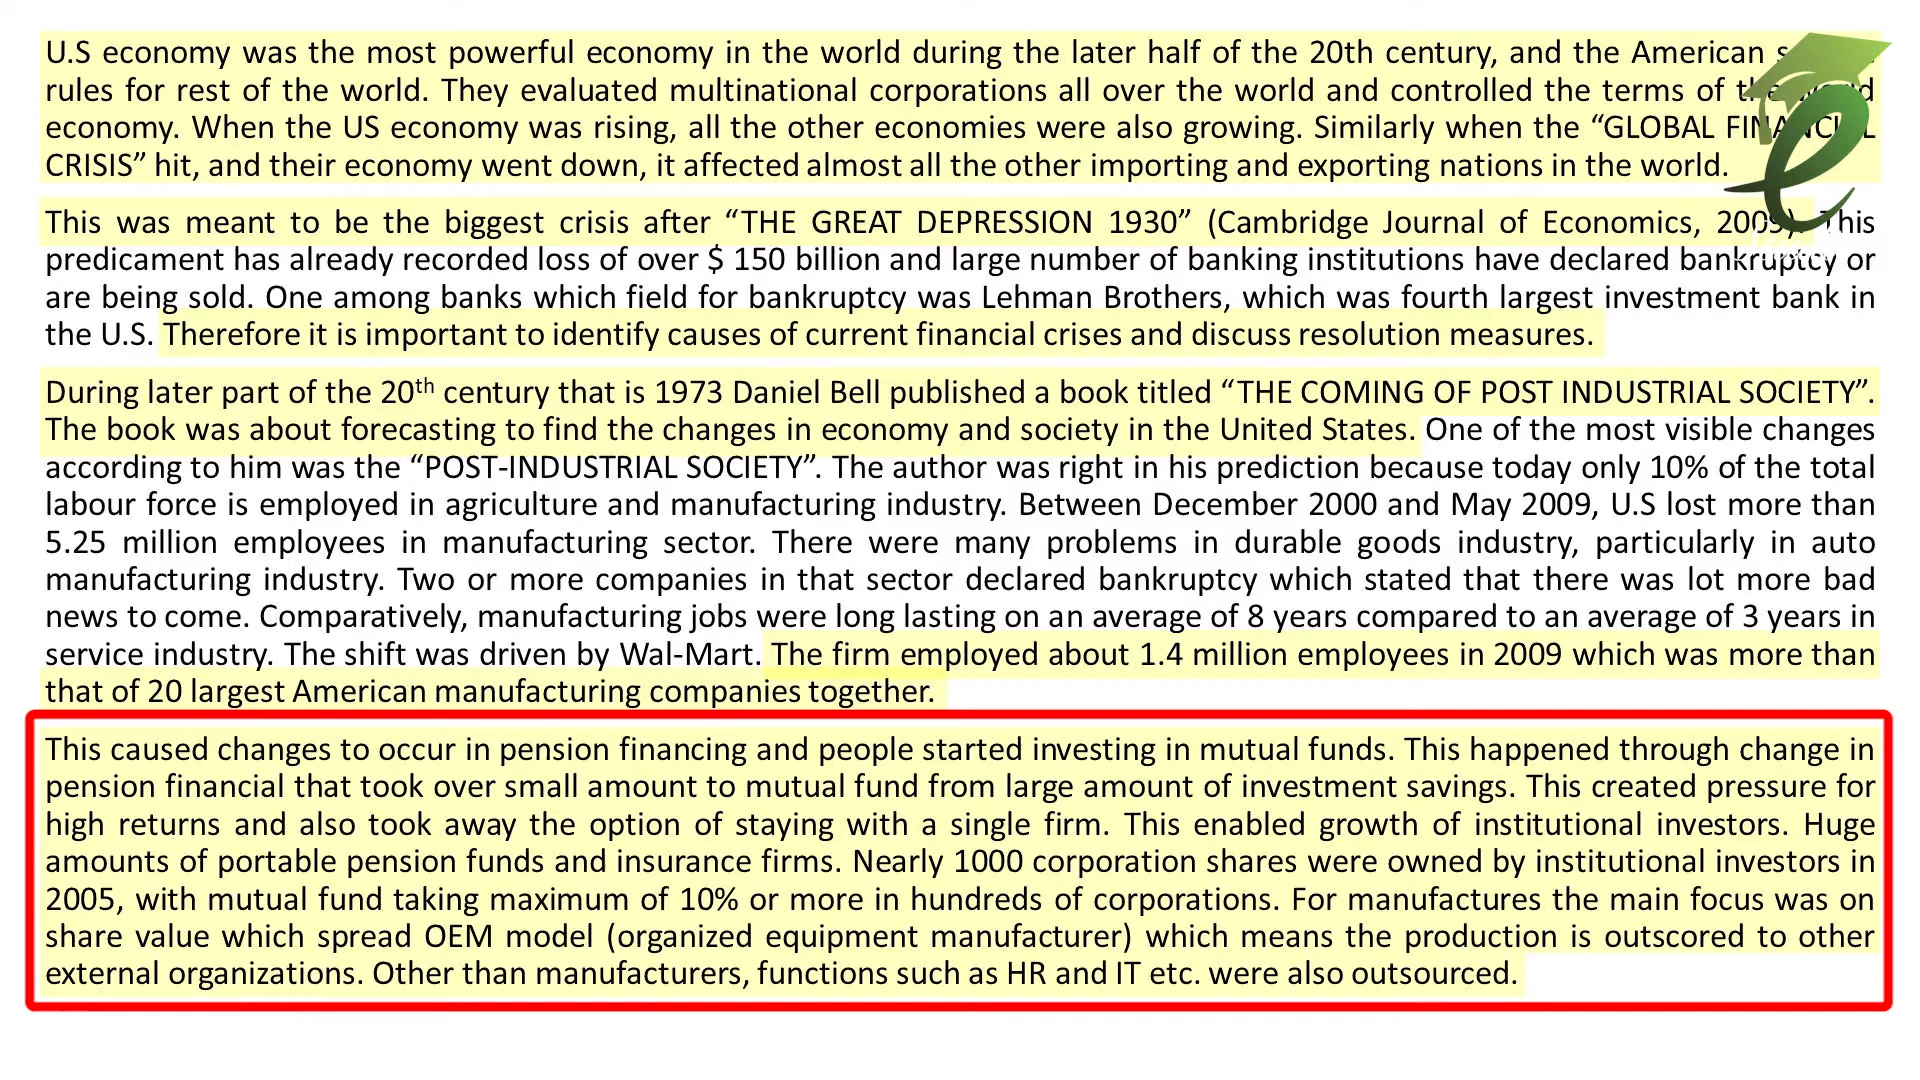 U.S economy was the most powerful economy in the world during the later half of the 20th century, and the American
rules for rest of the world. They evaluated multinational corporations all over the world and controlled the terms of the world
economy. When the US economy was rising, all the other economies were also growing. Similarly when the “GLOBAL FINANCIAL
CRISIS” hit, and their economy went down, it affected almost all the other importing and exporting nations in the world.
This was meant to be the biggest crisis after “THE GREAT DEPRESSION 1930” (Cambridge Journal of Economics, 2009). This
predicament has already recorded loss of over $ 150 billion and large number of banking institutions have declared bankruptcy or
are being sold. One among banks which field for bankruptcy was Lehman Brothers, which was fourth largest investment bank in
the U.S. Therefore it is important to identify causes of current financial crises and discuss resolution measures.
During later part of the 20th century that is 1973 Daniel Bell published a book titled “THE COMING OF POST INDUSTRIAL SOCIETY”.
The book was about forecasting to find the changes in economy and society in the United States. One of the most visible changes
according to him was the “POST-INDUSTRIAL SOCIETY”. The author was right in his prediction because today only 10% of the total
labour force is employed in agriculture and manufacturing industry. Between December 2000 and May 2009, U.S lost more than
5.25 million employees in manufacturing sector. There were many problems in durable goods industry, particularly in auto
manufacturing industry. Two or more companies in that sector declared bankruptcy which stated that there was lot more bad
news to come. Comparatively, manufacturing jobs were long lasting on an average of 8 years compared to an average of 3 years in
service industry. The shift was driven by Wal-Mart. The firm employed about 1.4 million employees in 2009 which was more than
that of 20 largest American manufacturing companies together.
This caused changes to occur in pension financing and people started investing in mutual funds. This happened through change in
pension financial that took over small amount to mutual fund from large amount of investment savings. This created pressure for
high returns and also took away the option of staying with a single firm. This enabled growth of institutional investors. Huge
amounts of portable pension funds and insurance firms. Nearly 1000 corporation shares were owned by institutional investors in
2005, with mutual fund taking maximum of 10% or more in hundreds of corporations. For manufactures the main focus was on
share value which spread OEM model (organized equipment manufacturer) which means the production is outscored to other
external organizations. Other than manufacturers, functions such as HR and IT etc. were also outsourced.